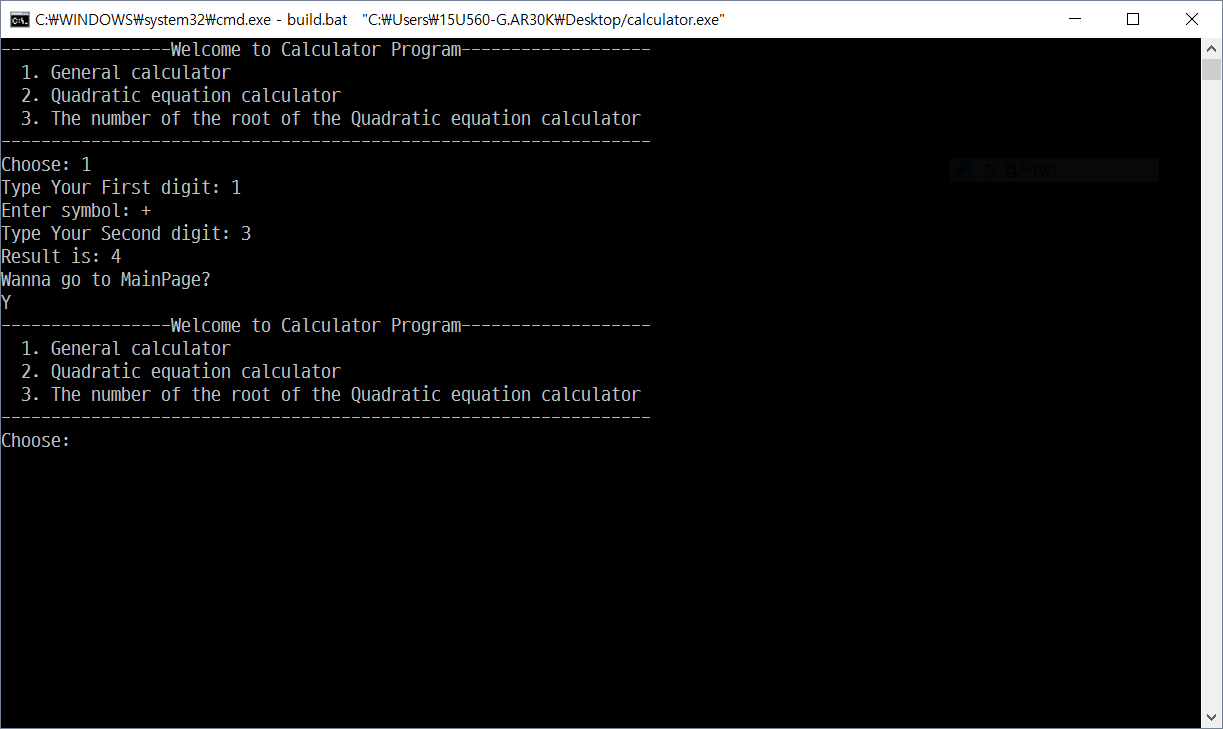 C:₩WINDOWS₩system32₩cmd.exe - build.bat "C:₩Users₩15U560-G.AR30K₩Desktop/calculator.exe"
-----------------Welcome to Calculator Program-------------------
  1. General calculator
  2. Quadratic equation calculator
  3. The number of the root of the Quadratic equation calculator
-----------------------------------------------------------------
Choose: 1
Type Your First digit: 1
Enter symbol: +
Type Your Second digit: 3
Result is: 4
Wanna go to MainPage?
Y
-----------------Welcome to Calculator Program-------------------
  1. General calculator
  2. Quadratic equation calculator
  3. The number of the root of the Quadratic equation calculator
-----------------------------------------------------------------
Choose: